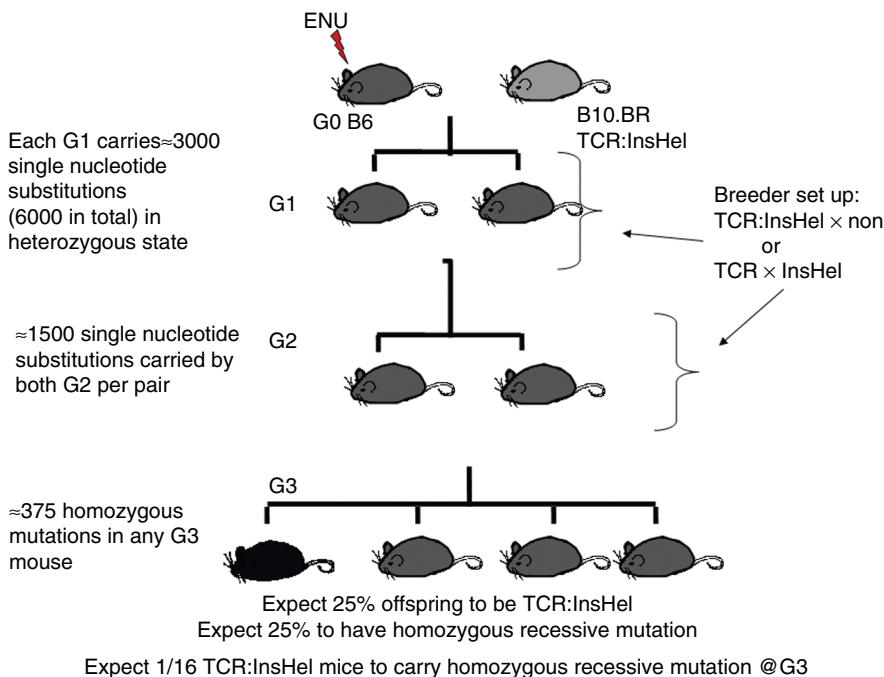 ENU
G0 B6
B10.BR
TCR:InsHel
Each G1 carries≈3000
single nucleotide
substitutions
(6000 in total) in
heterozygous state
G1
Breeder set up:
TCR:InsHel × non
or
TCR × InsHel
≈1500 single nucleotide
substitutions carried by
both G2 per pair
G2
G3
≈375 homozygous
mutations in any G3
mouse
Expect 25% offspring to be TCR:InsHel
Expect 25% to have homozygous recessive mutation
Expect 1/16 TCR:InsHel mice to carry homozygous recessive mutation @G3